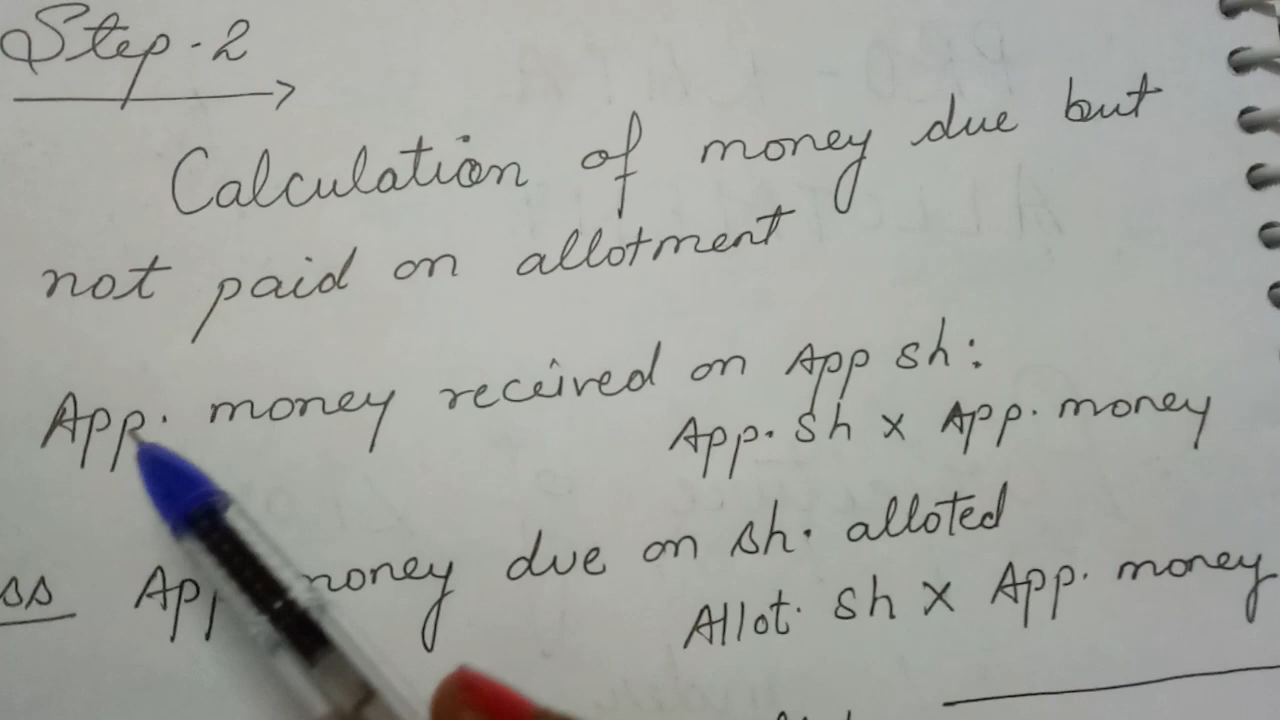 Step-2
Calculation of money due but
not paid on allotment
App. money received on App sh:
App. Sh x App. money
money due on sh. alloted
Allot. Sh x App. money